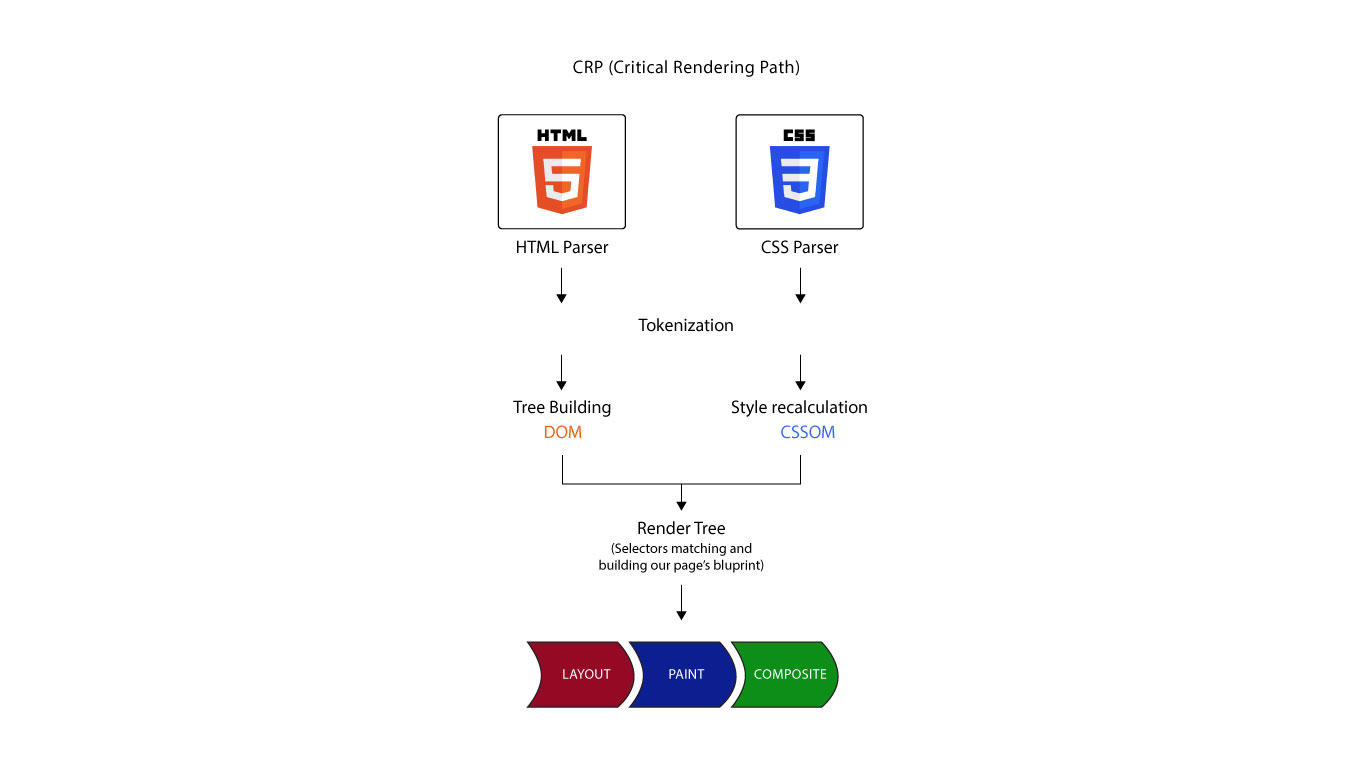 CRP (Critical Rendering Path)
HTML
5
CSS
3
HTML Parser
CSS Parser
Tokenization
Tree Building
DOM
Style recalculation
CSSOM
Render Tree
(Selectors matching and
building our page's bluprint)
LAYOUT
PAINT
COMPOSITE